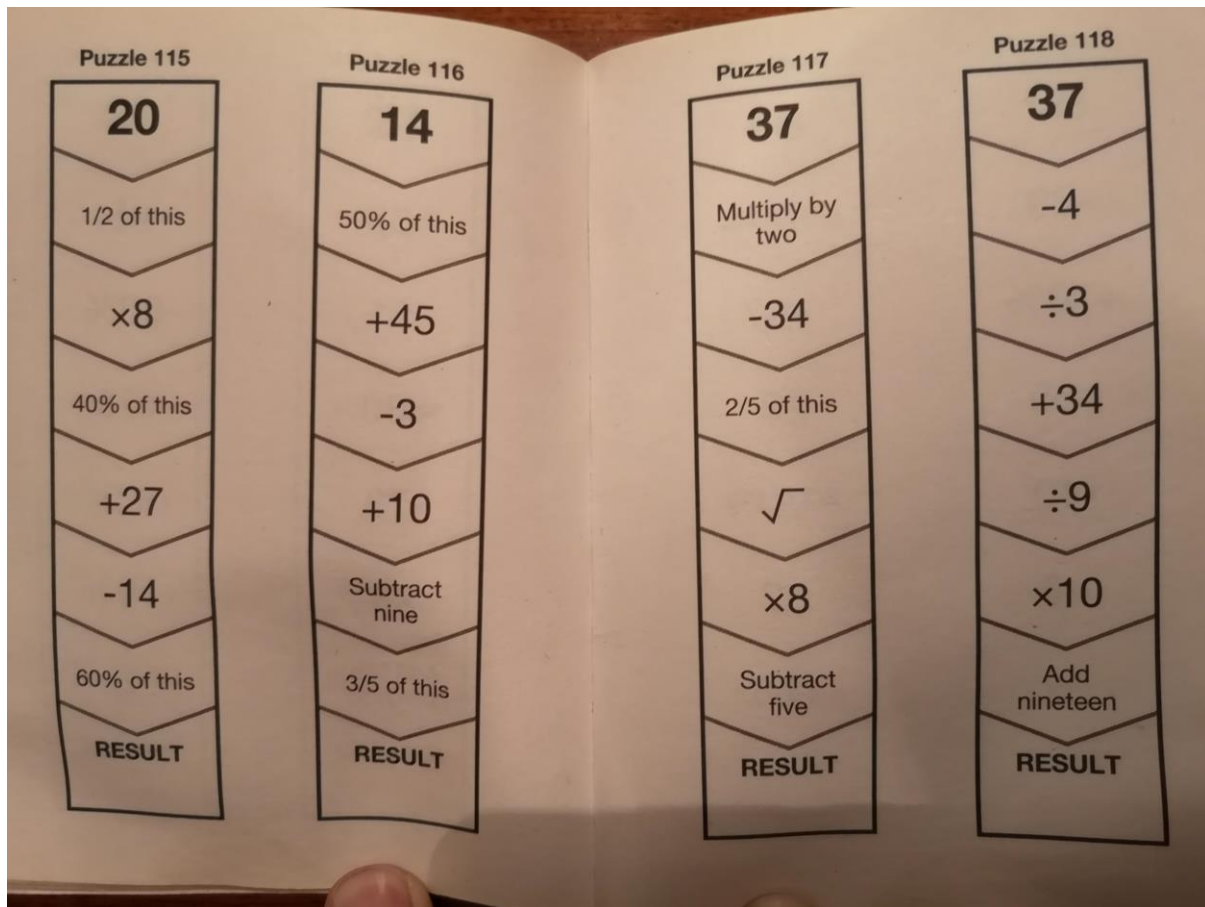 Puzzle 115
20
1/2 of this
×8
40% of this
+27
-14
60% of this
RESULT
Puzzle 116
14
50% of this
+45
-3
+10
Subtract
nine
3/5 of this
RESULT
Puzzle 117
37
Multiply by
two
-34
2/5 of this
√
×8
Subtract
five
RESULT
Puzzle 118
37
-4
÷3
+34
÷9
×10
Add
nineteen
RESULT